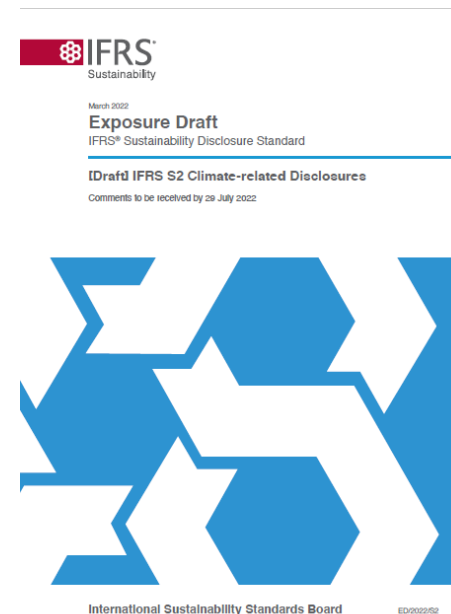 IFRS®
Sustainability
March 2022
Exposure Draft
IFRS® Sustainability Disclosure Standard
[Draft] IFRS S2 Climate-related Disclosures
Comments to be received by 29 July 2022
International Sustainability Standards Board
ED/2022/S2